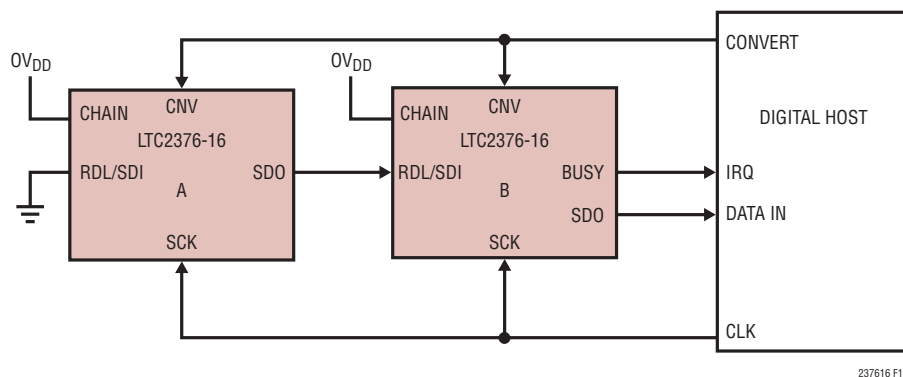 CONVERT
OVDD
OVDD
CHAIN
CNV
LTC2376-16
RDL/SDI
SDO
A
SCK
CHAIN
CNV
LTC2376-16
RDL/SDI
BUSY
B
SDO
SCK
DIGITAL HOST
IRQ
DATA IN
CLK
237616 F1